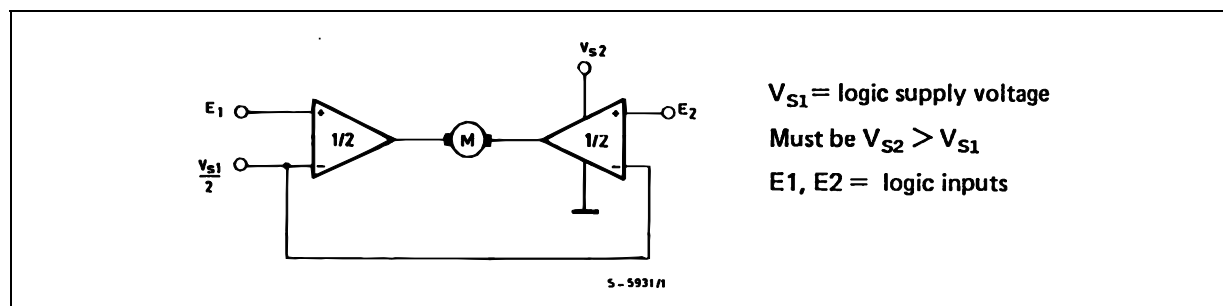 Vs2
E1
+
1/2
M
1/2
+
E2
Vs1
2
−
−
S-5931/1
VS1 = logic supply voltage
Must be VS2 > VS1
E1, E2 = logic inputs